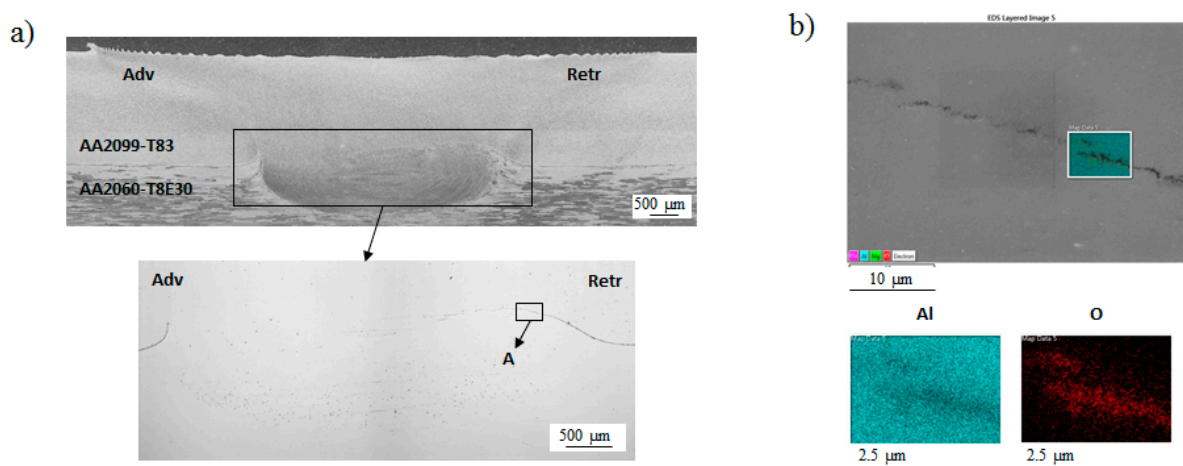 a)
Adv
Retr
AA2099-T83
AA2060-T8E30
500 µm
Adv
Retr
A
500 µm
b)
EDS Layered Image 5
Map Data 5
Al
Mg
Electron
10 µm
Al
O
Map Data 5
Map Data 5
2.5 µm
2.5 µm